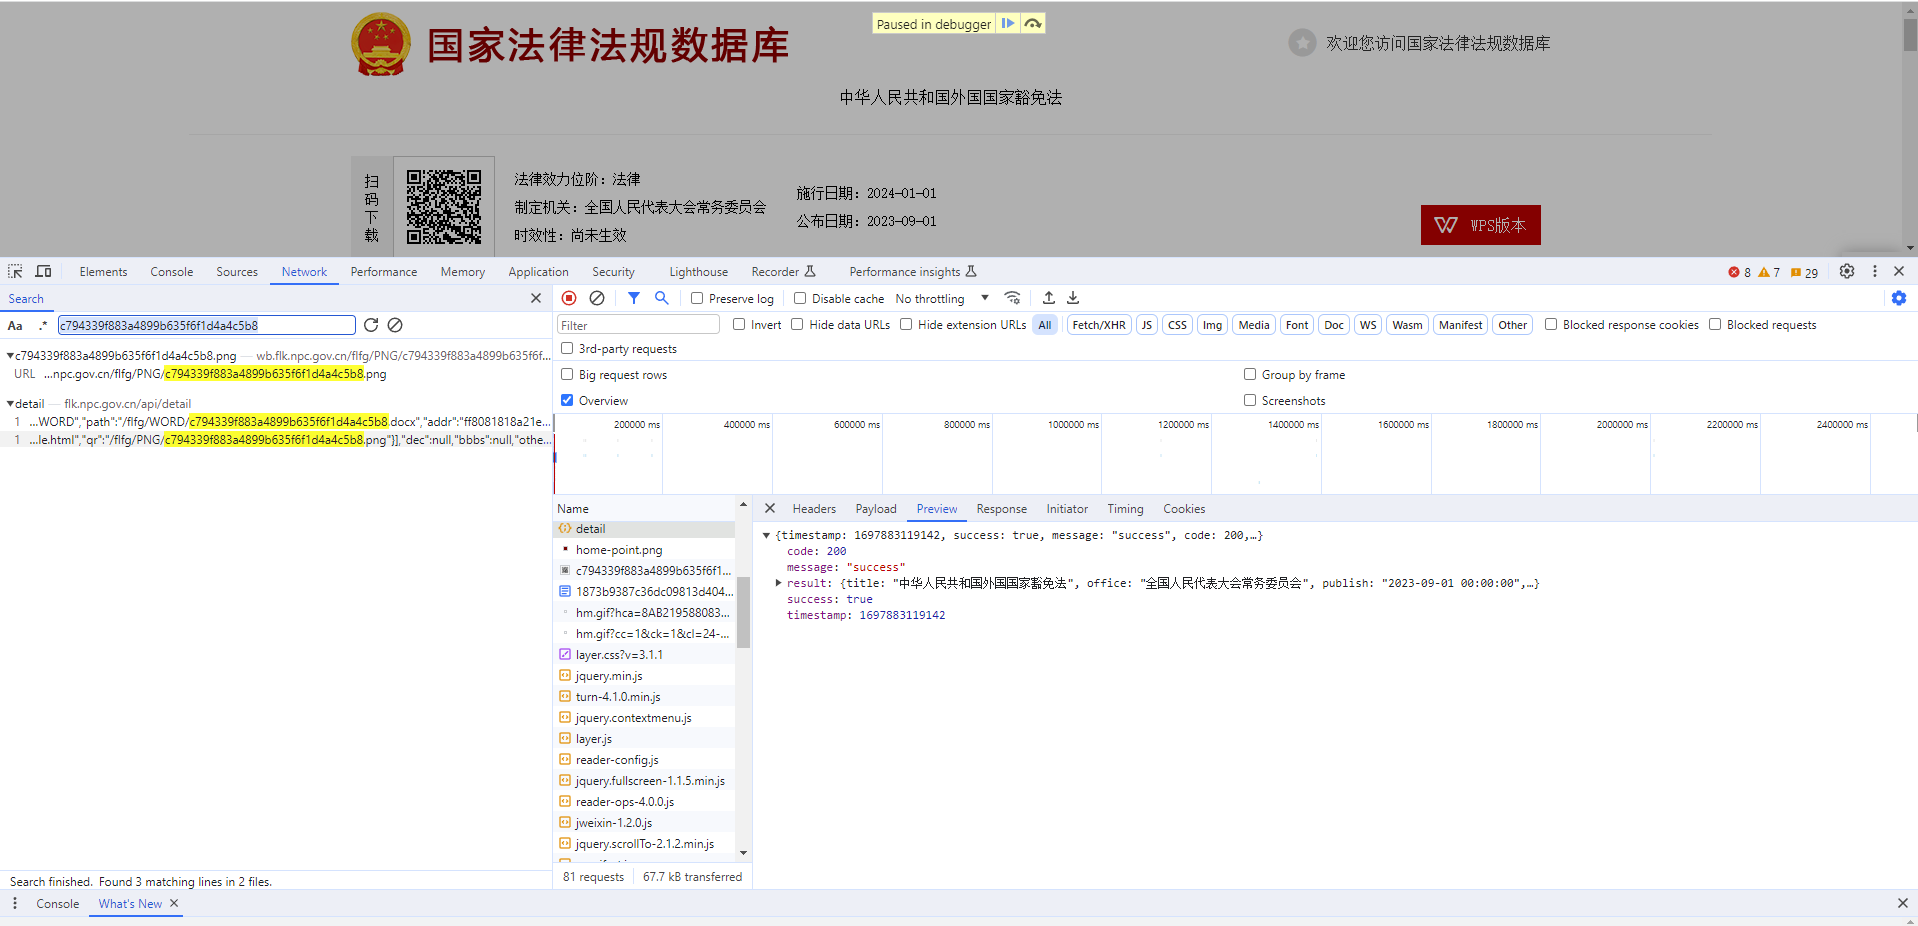 Paused in debugger
国家法律法规数据库
欢迎您访问国家法律法规数据库
中华人民共和国外国国家豁免法
扫码下载
法律效力位阶：法律
制定机关：全国人民代表大会常务委员会
时效性：尚未生效
施行日期：2024-01-01
公布日期：2023-09-01
WPS版本
Elements Console Sources Network Performance Memory Application Security Lighthouse Recorder Performance insights 8 7 29
Search
Preserve log Disable cache No throttling
Aa .* c794339f883a4899b635f6f1d4a4c5b8
Filter Invert Hide data URLs Hide extension URLs All Fetch/XHR JS CSS Img Media Font Doc WS Wasm Manifest Other Blocked response cookies Blocked requests
3rd-party requests
c794339f883a4899b635f6f1d4a4c5b8.png — wb.flk.npc.gov.cn/flfg/PNG/c794339f883a4899b635f6f...
URL ...npc.gov.cn/flfg/PNG/c794339f883a4899b635f6f1d4a4c5b8.png
detail — flk.npc.gov.cn/api/detail
1 ...WORD","path":"/flfg/WORD/c794339f883a4899b635f6f1d4a4c5b8.docx","addr":"ff8081818a21e...
1 ...le.html","qr":"/flfg/PNG/c794339f883a4899b635f6f1d4a4c5b8.png"}],"dec":null,"bbbs":null,"othe...
Big request rows Group by frame
Overview Screenshots
200000 ms 400000 ms 600000 ms 800000 ms 1000000 ms 1200000 ms 1400000 ms 1600000 ms 1800000 ms 2000000 ms 2200000 ms 2400000 ms
Name
detail
home-point.png
c794339f883a4899b635f6f1...
1873b9387c36dc09813d404...
hm.gif?hca=8AB219588083...
hm.gif?cc=1&ck=1&cl=24-...
layer.css?v=3.1.1
jquery.min.js
turn-4.1.0.min.js
jquery.contextmenu.js
layer.js
reader-config.js
jquery.fullscreen-1.1.5.min.js
reader-ops-4.0.0.js
jweixin-1.2.0.js
jquery.scrollTo-2.1.2.min.js
81 requests 67.7 kB transferred
Headers Payload Preview Response Initiator Timing Cookies
{timestamp: 1697883119142, success: true, message: "success", code: 200,…}
code: 200
message: "success"
result: {title: "中华人民共和国外国国家豁免法", office: "全国人民代表大会常务委员会", publish: "2023-09-01 00:00:00",…}
success: true
timestamp: 1697883119142
Search finished. Found 3 matching lines in 2 files.
Console What's New